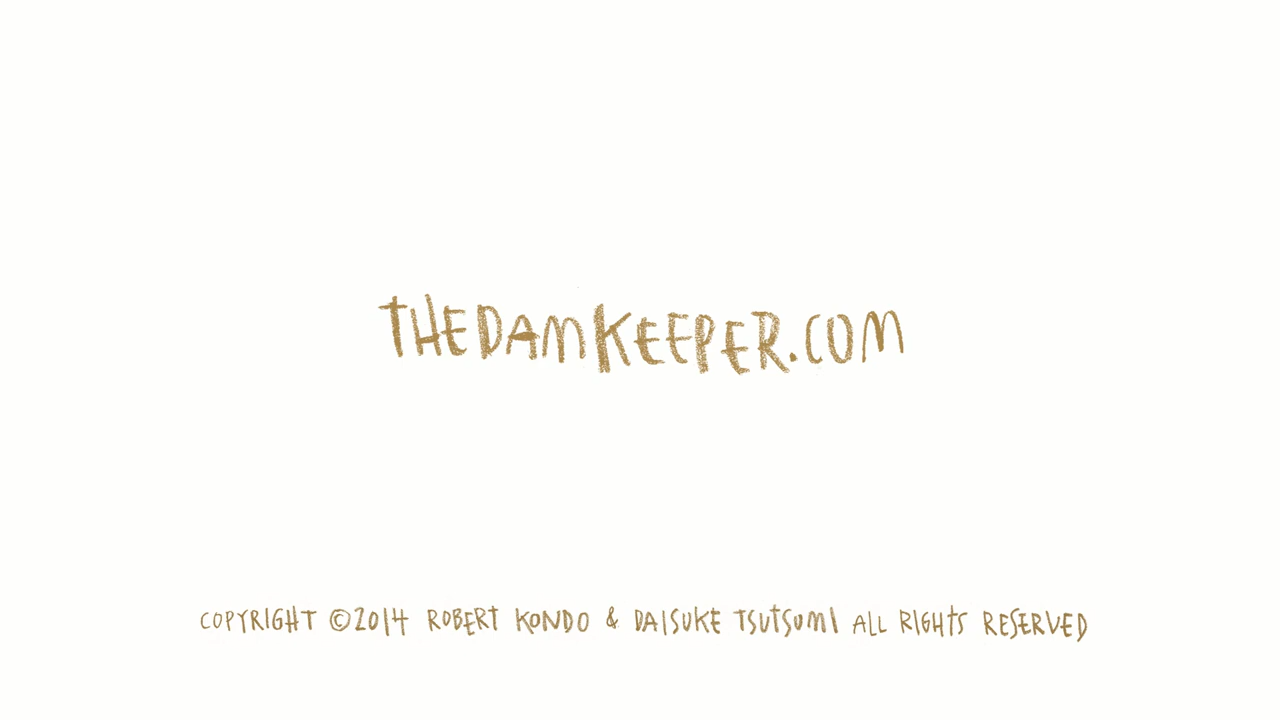 THEDAMKEEPER.COM
COPYRIGHT ©2014 ROBERT KONDO & DAISUKE TSUTSUMI ALL RIGHTS RESERVED